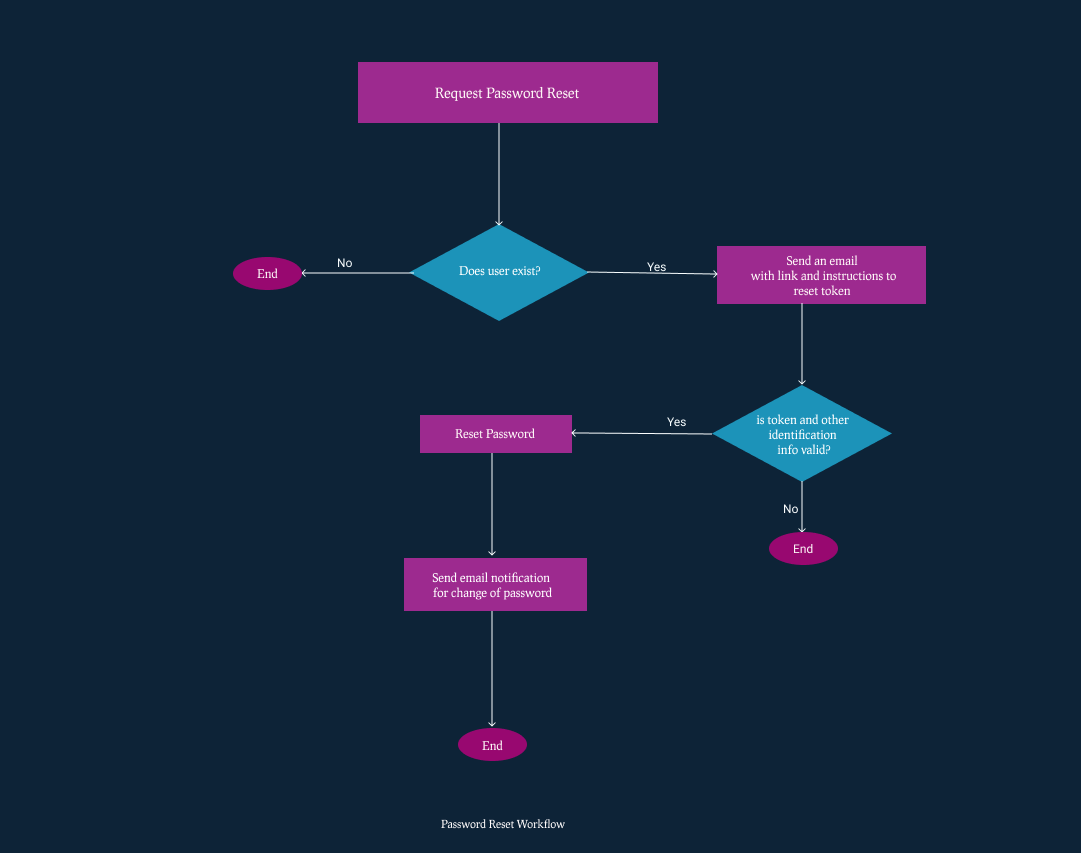 Request Password Reset
Does user exist?
No
End
Yes
Send an email
with link and instructions to
reset token
is token and other
identification
info valid?
Yes
Reset Password
No
End
Send email notification
for change of password
End
Password Reset Workflow